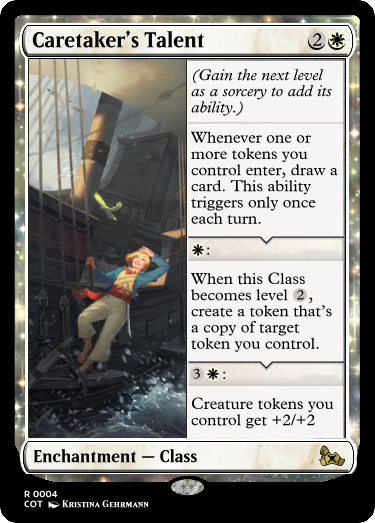 Caretaker's Talent 2
(Gain the next level
as a sorcery to add its
ability.)
Whenever one or
more tokens you
control enter, draw a
card. This ability
triggers only once
each turn.
:
When this Class
becomes level 2,
create a token that's
a copy of target
token you control.
3 :
Creature tokens you
control get +2/+2
Enchantment — Class
R 0004
COT Kristina Gehrmann